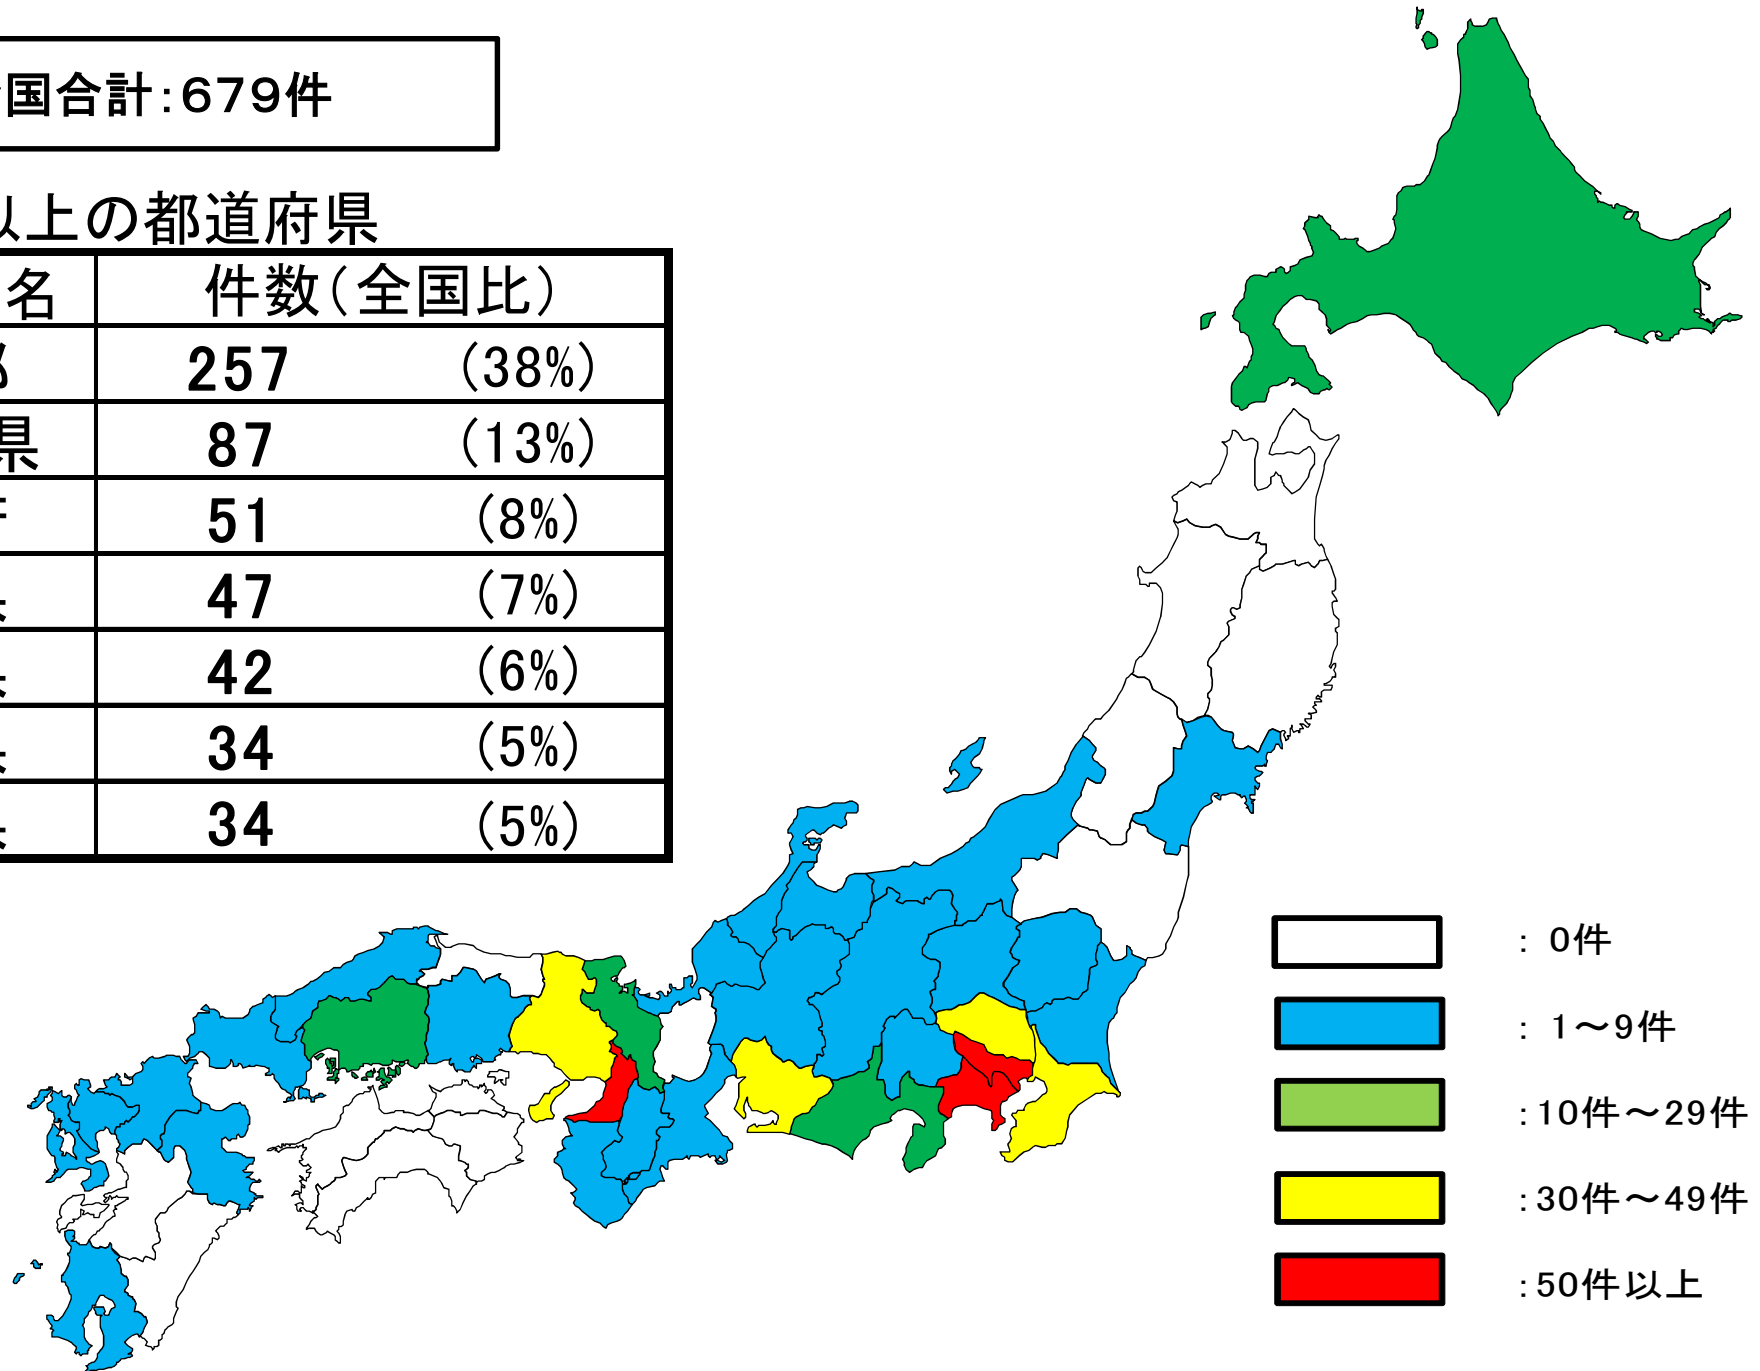 国合計:679件
以上の都道府県
名 件数(全国比)
257 (38%)
県 87 (13%)
51 (8%)
47 (7%)
42 (6%)
34 (5%)
34 (5%)
: 0件
: 1～9件
:10件～29件
:30件～49件
:50件以上